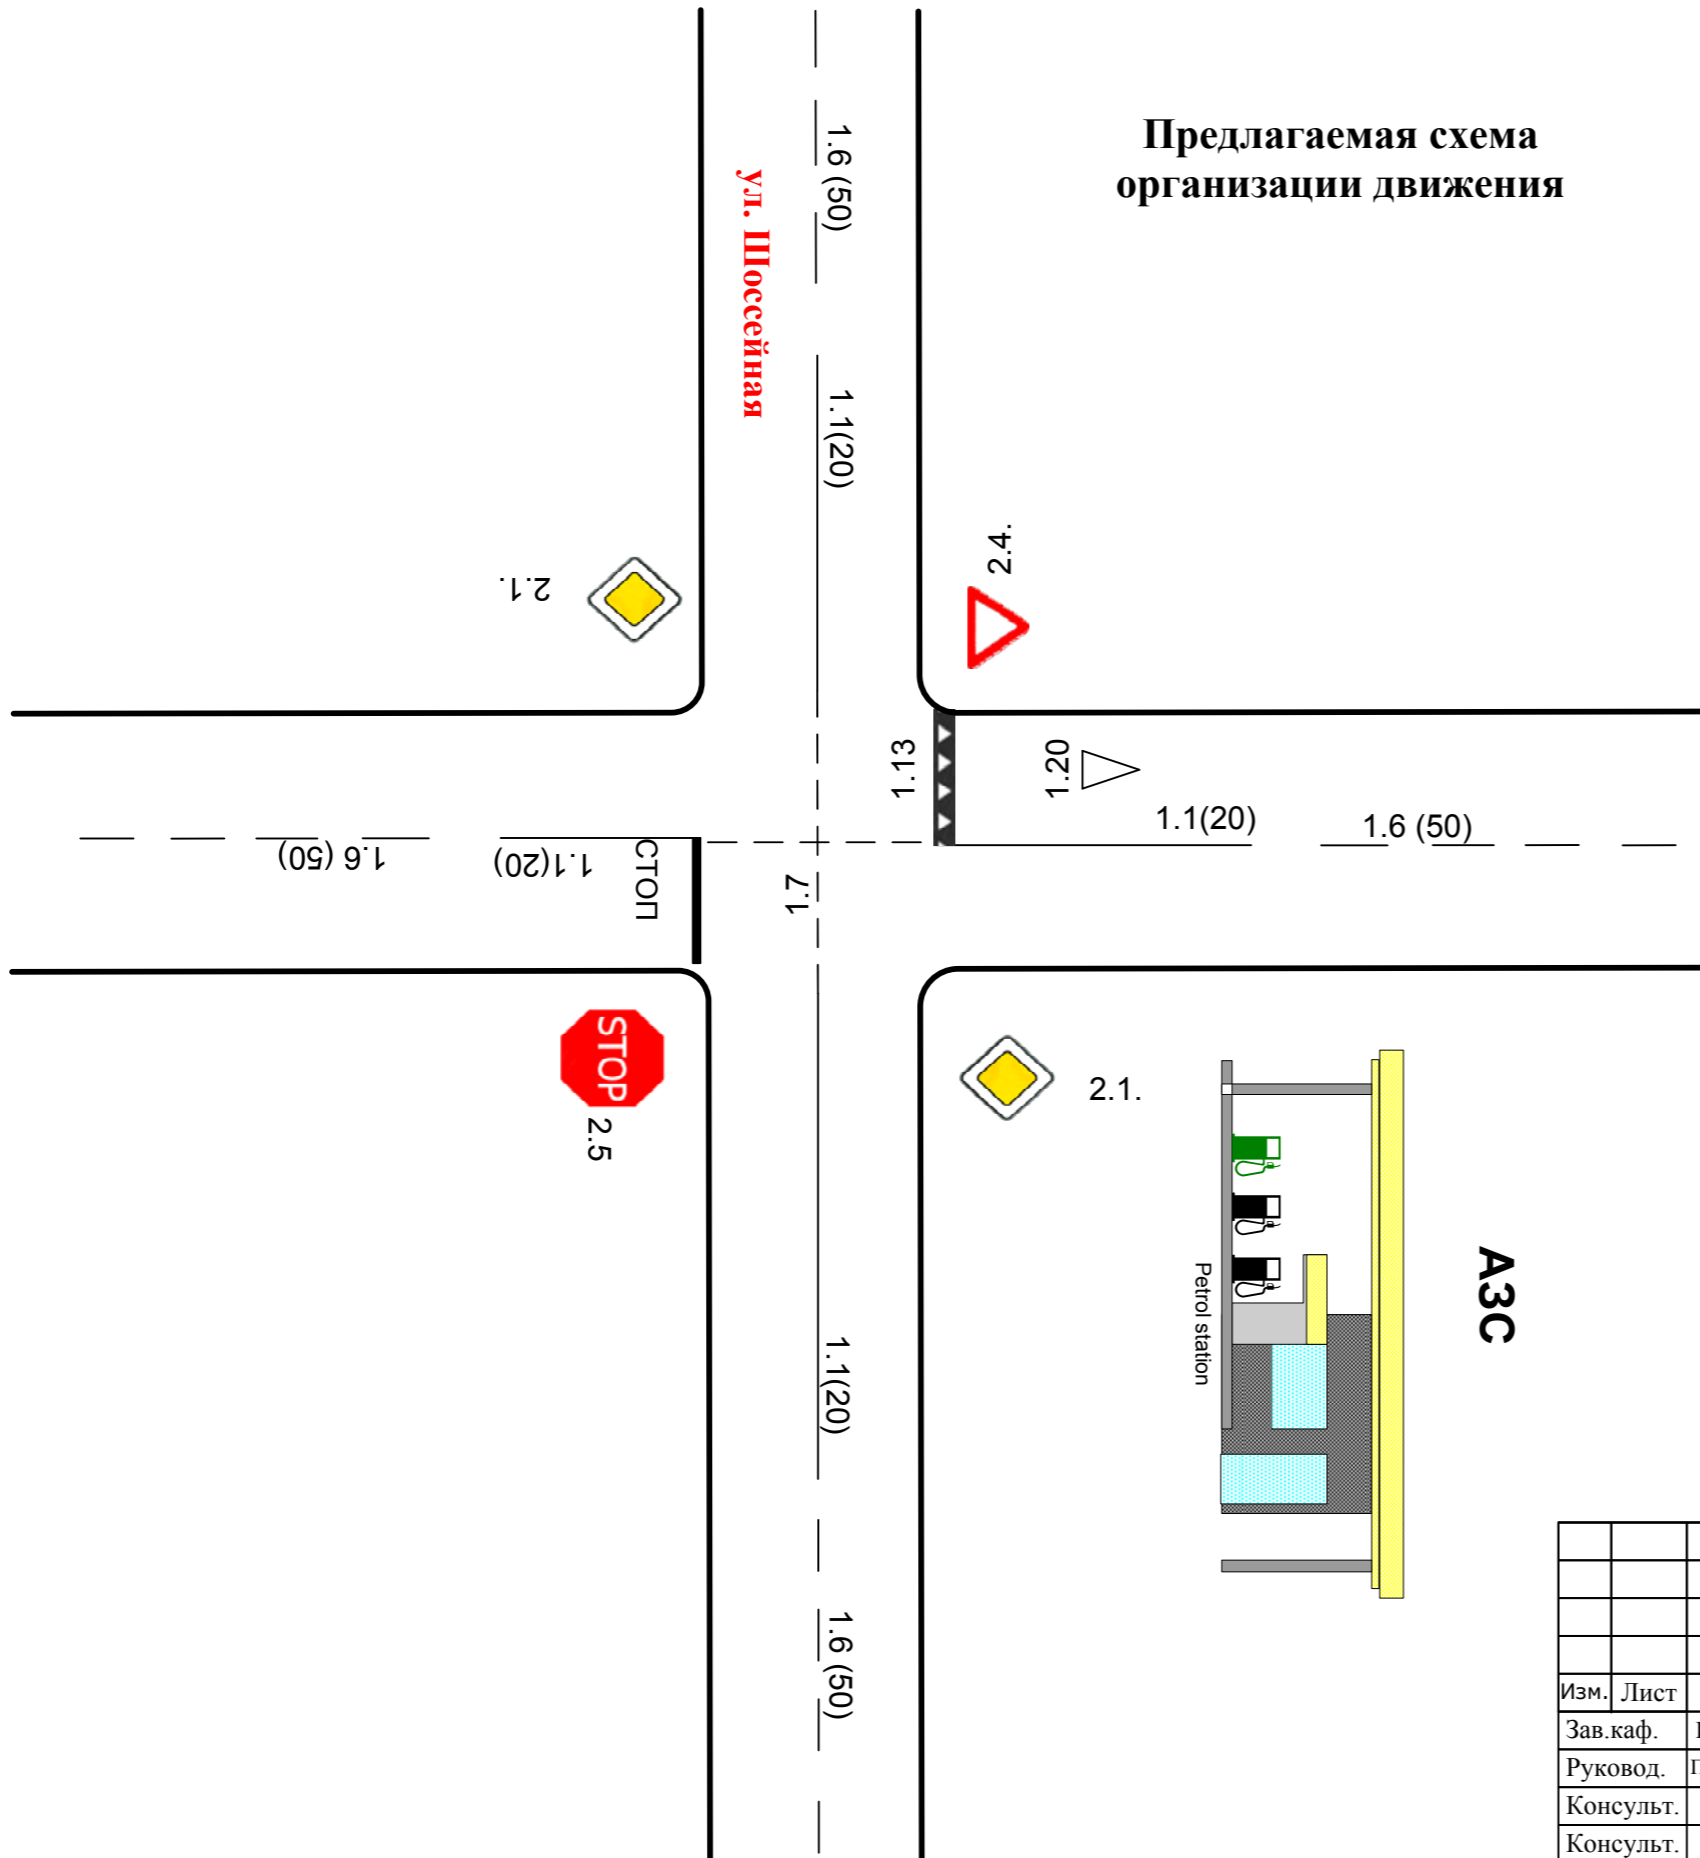 Предлагаемая схема
организации движения
1.6 (50)
ул. Шоссейная
1.1(20)
2.4.
2.1.
1.13
1.20
1.1(20)
1.6 (50)
1.6 (50)
1.1(20)
СТОП
1.7
STOP
2.5
2.1.
АЗС
Petrol station
1.1(20)
1.6 (50)
Изм.
Лист
Зав.каф.
Руковод.
Консульт.
Консульт.